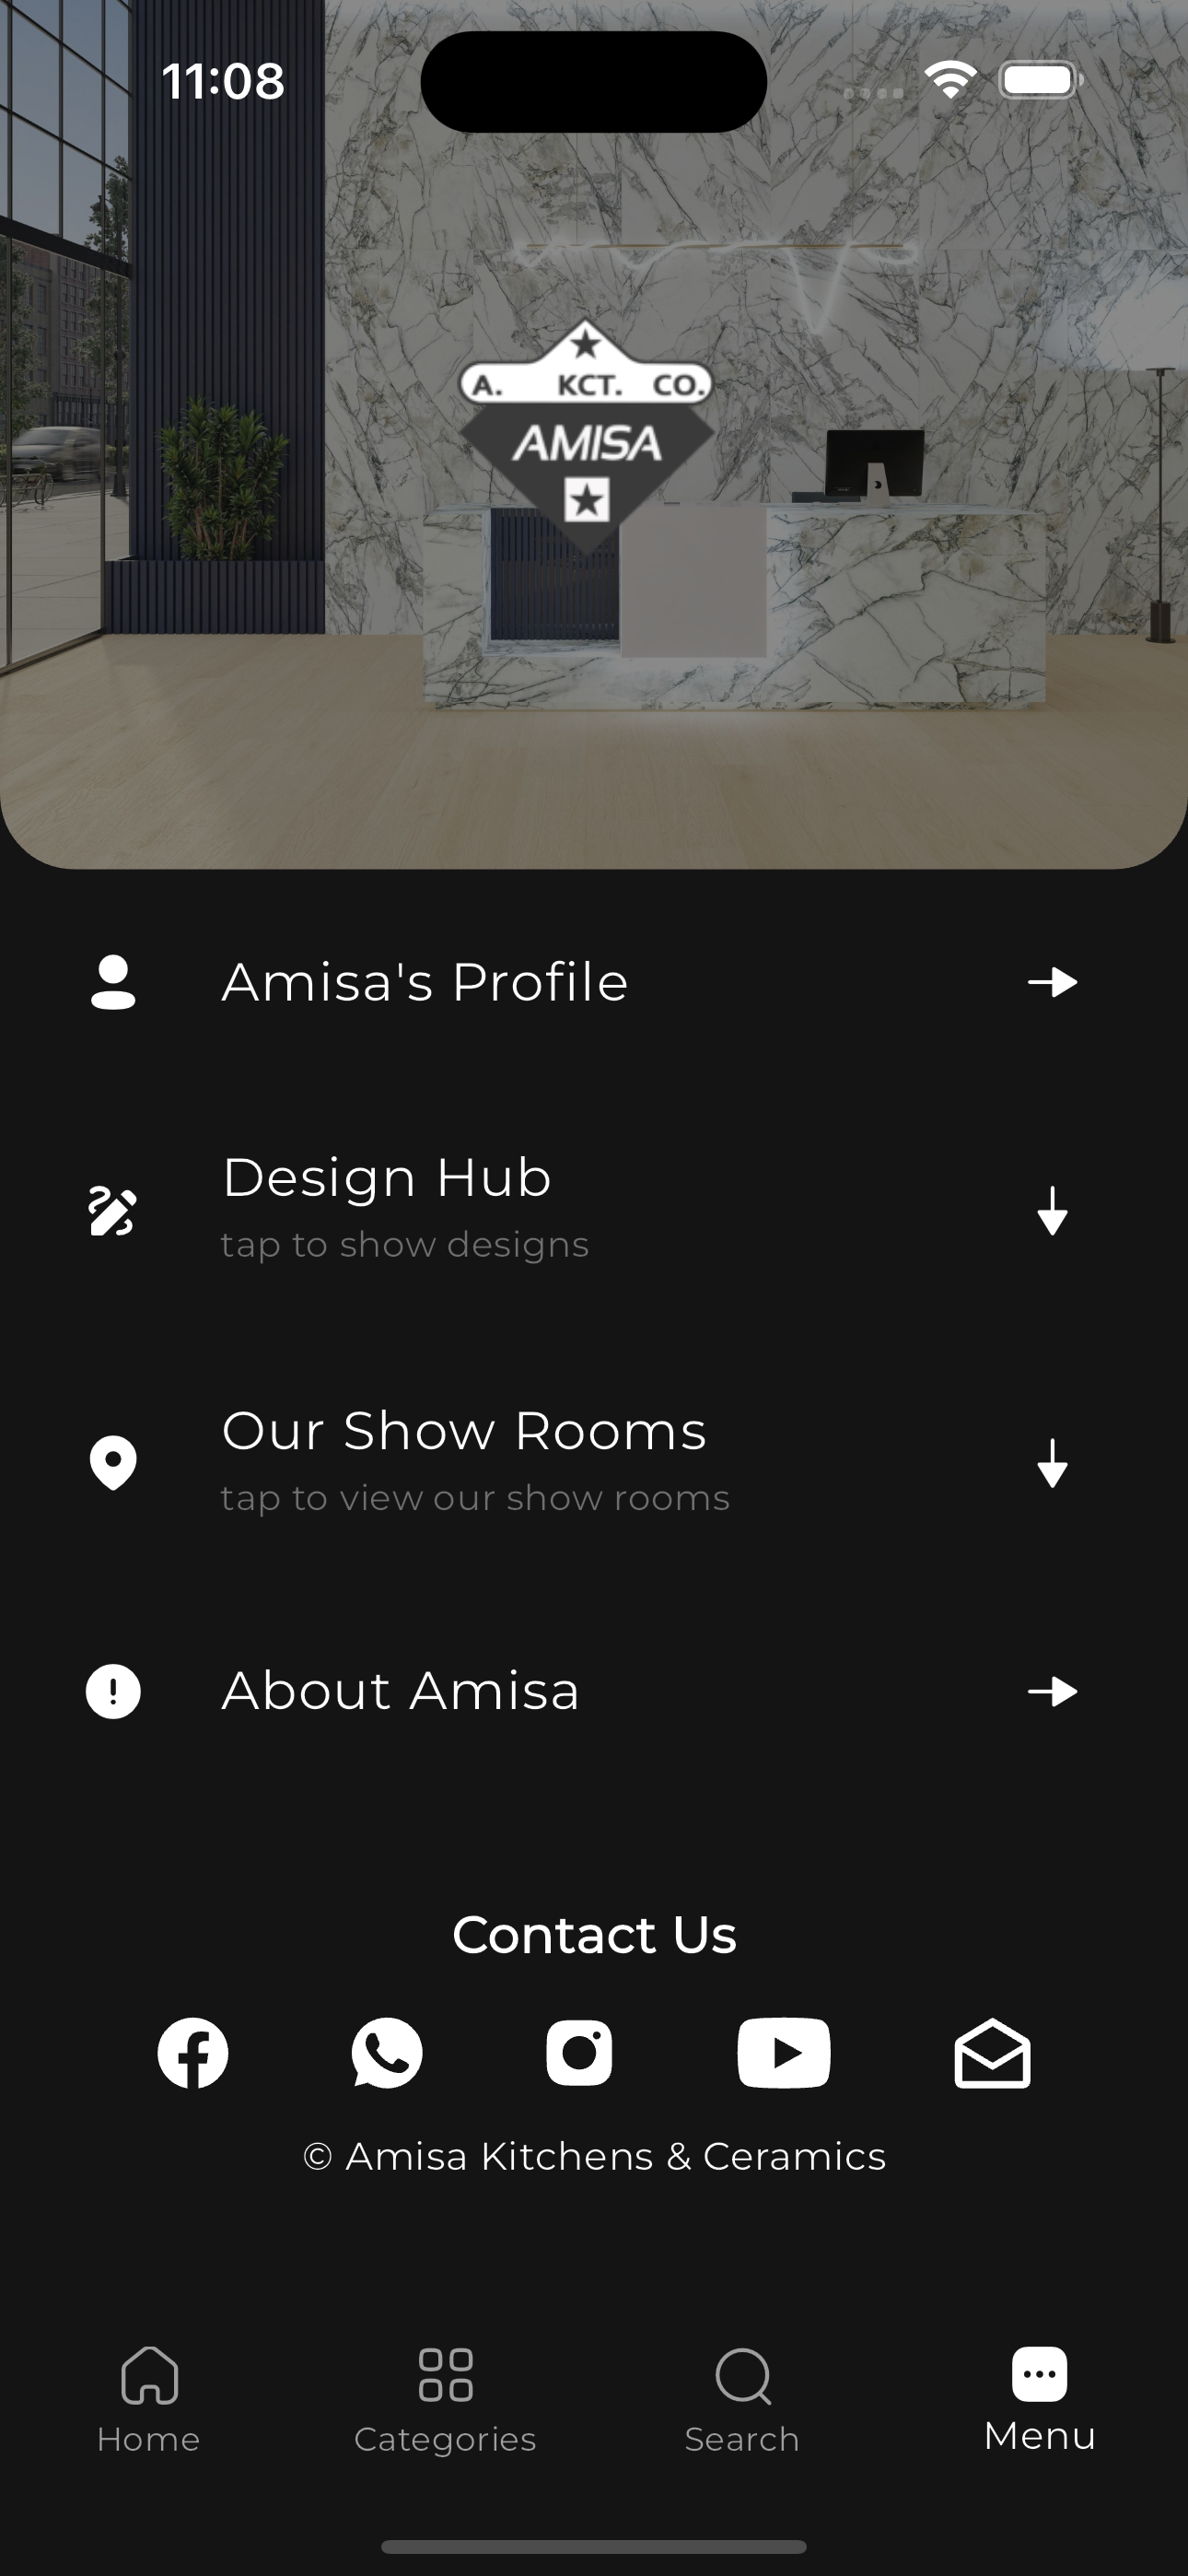 11:08
A. KCT. CO.
AMISA
Amisa's Profile
Design Hub
tap to show designs
Our Show Rooms
tap to view our show rooms
About Amisa
Contact Us
© Amisa Kitchens & Ceramics
Home Categories Search Menu